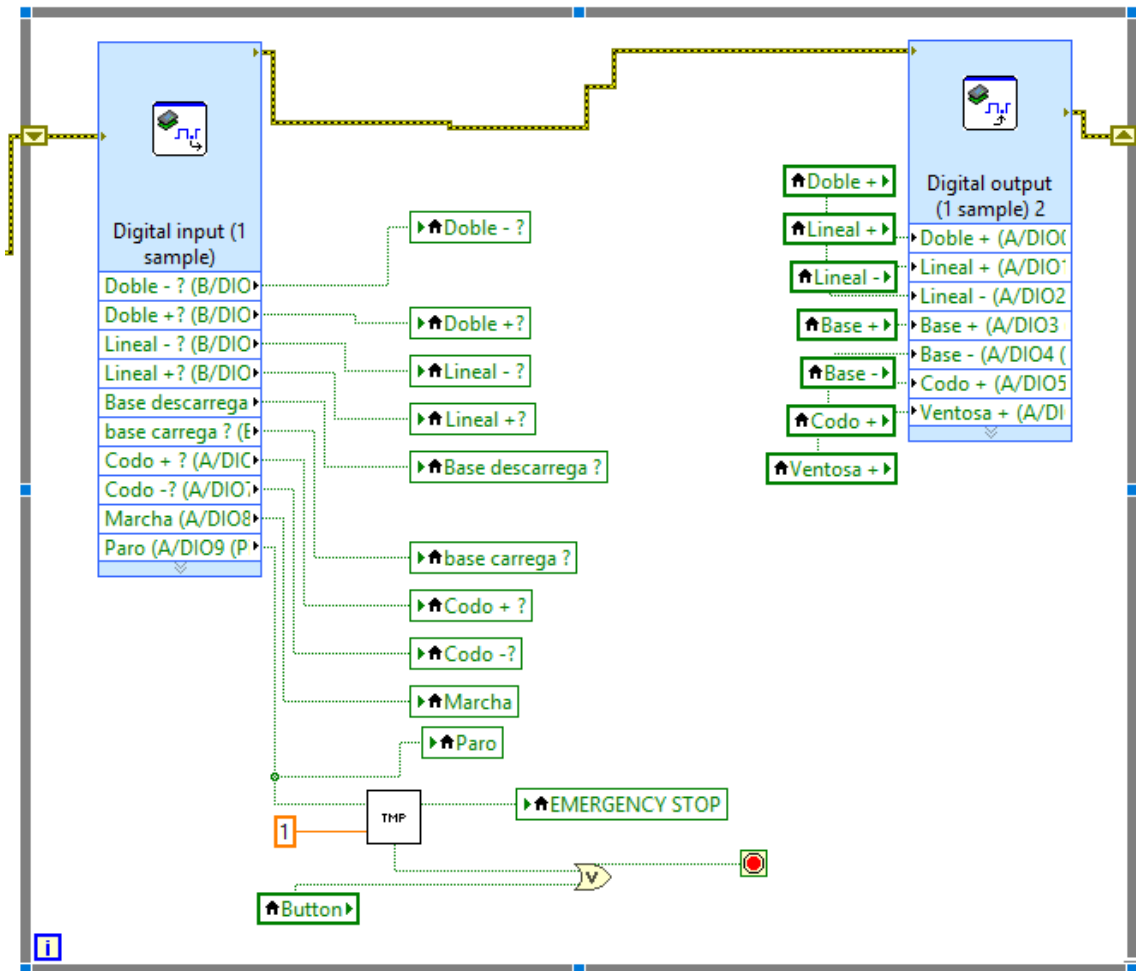 Digital input (1
sample)
Doble - ? (B/DIO
Doble +? (B/DIO
Lineal - ? (B/DIO
Lineal +? (B/DIO
Base descarrega
base carrega ? (E
Codo + ? (A/DIC
Codo -? (A/DIO7
Marcha (A/DIO8
Paro (A/DIO9 (P
Doble - ?
Doble +?
Lineal - ?
Lineal +?
Base descarrega ?
base carrega ?
Codo + ?
Codo -?
Marcha
Paro
EMERGENCY STOP
TMP
1
V
Button
i
Doble +
Lineal +
Lineal -
Base +
Base -
Codo +
Ventosa +
Digital output
(1 sample) 2
Doble + (A/DIO0
Lineal + (A/DIO1
Lineal - (A/DIO2
Base + (A/DIO3
Base - (A/DIO4 (
Codo + (A/DIO5
Ventosa + (A/DI